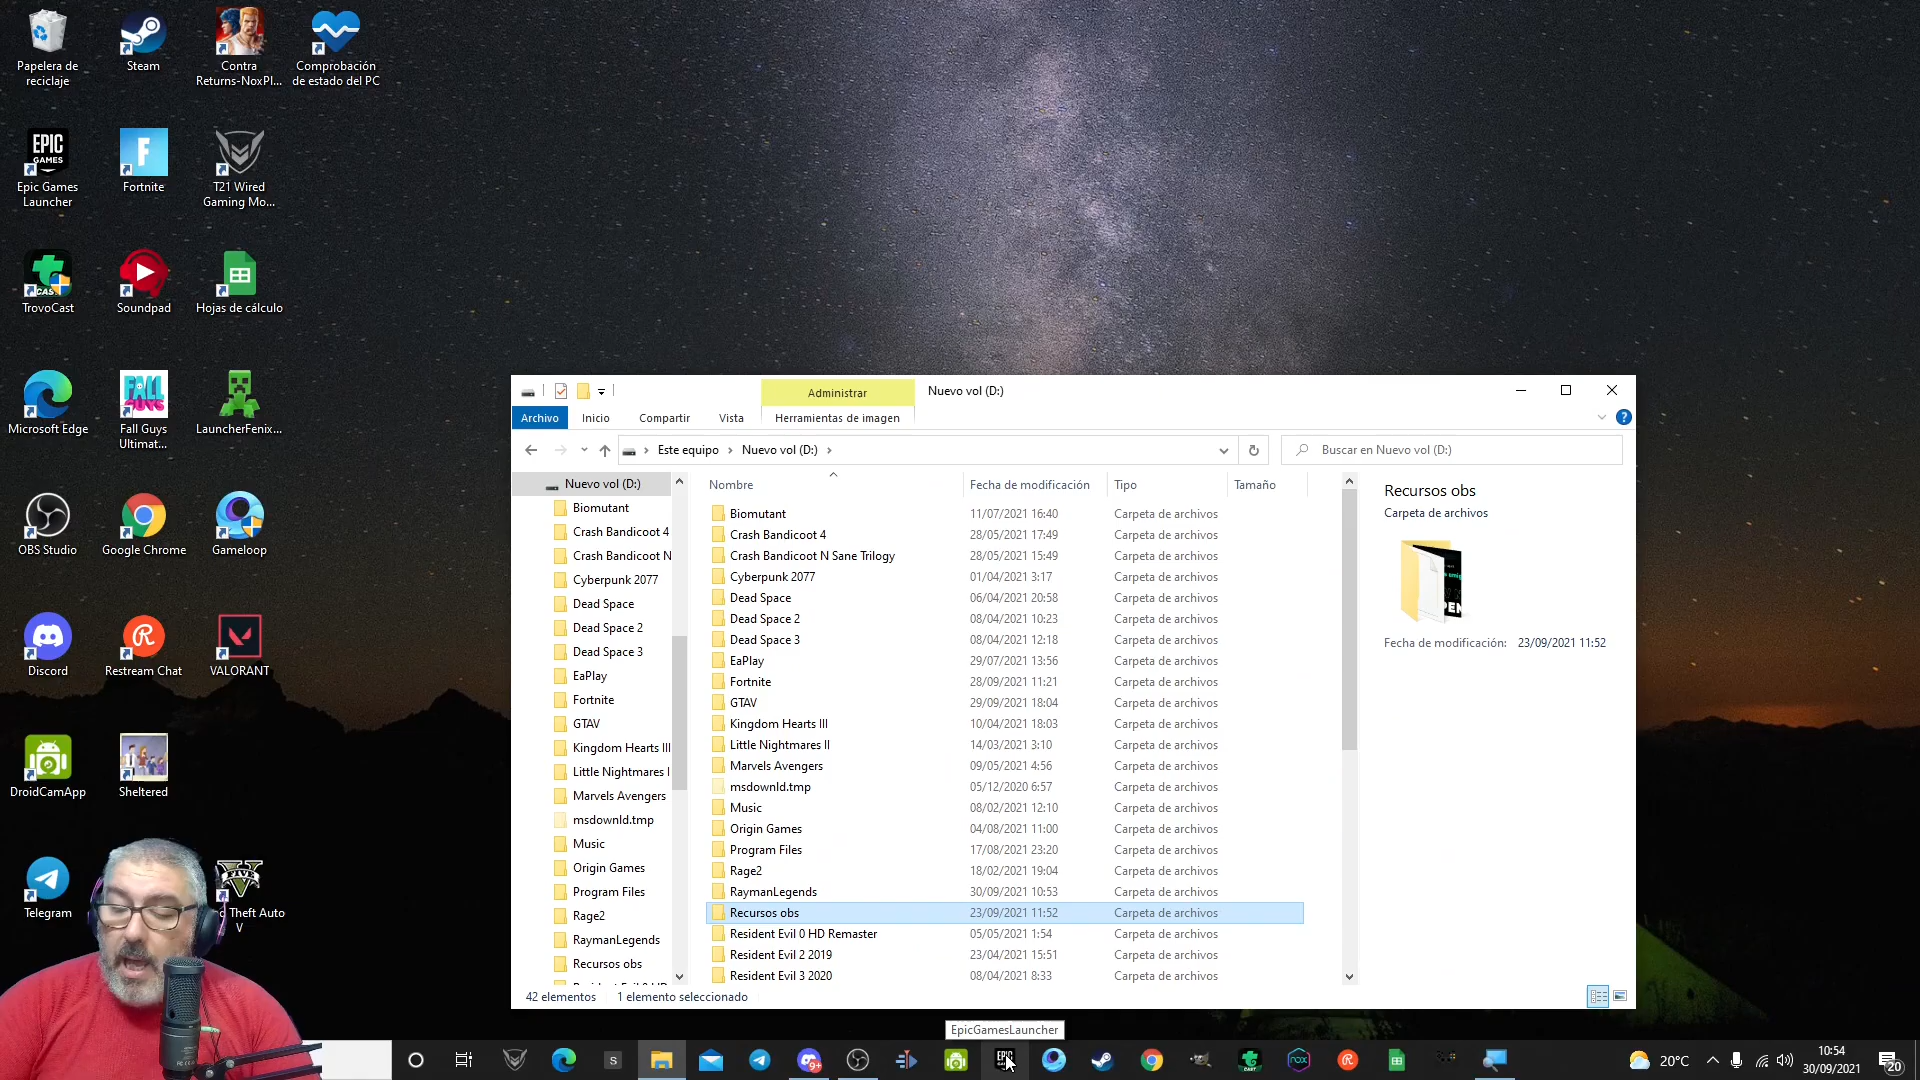 Papelera de
reciclaje
Steam
Contra
Returns-NoxPl...
Comprobación
de estado del PC
EPIC
GAMES
Epic Games
Launcher
F
Fortnite
T21 Wired
Gaming Mo...
CAST
TrovoCast
Soundpad
Hojas de cálculo
Microsoft Edge
FALL
GUYS
Fall Guys
Ultimat...
LauncherFenix...
OBS Studio
Google Chrome
Gameloop
Discord
Restream Chat
VALORANT
DroidCamApp
Sheltered
Telegram
V
FIVE
d Theft Auto
V
Administrar
Nuevo vol (D:)
Archivo
Inicio
Compartir
Vista
Herramientas de imagen
Este equipo > Nuevo vol (D:) >
Buscar en Nuevo vol (D:)
Nuevo vol (D:)
Biomutant
Crash Bandicoot 4
Crash Bandicoot N
Cyberpunk 2077
Dead Space
Dead Space 2
Dead Space 3
EaPlay
Fortnite
GTAV
Kingdom Hearts III
Little Nightmares I
Marvels Avengers
msdownld.tmp
Music
Origin Games
Program Files
Rage2
RaymanLegends
Recursos obs
Nombre Fecha de modificación Tipo Tamaño
Biomutant 11/07/2021 16:40 Carpeta de archivos
Crash Bandicoot 4 28/05/2021 17:49 Carpeta de archivos
Crash Bandicoot N Sane Trilogy 28/05/2021 15:49 Carpeta de archivos
Cyberpunk 2077 01/04/2021 3:17 Carpeta de archivos
Dead Space 06/04/2021 20:58 Carpeta de archivos
Dead Space 2 08/04/2021 10:23 Carpeta de archivos
Dead Space 3 08/04/2021 12:18 Carpeta de archivos
EaPlay 29/07/2021 13:56 Carpeta de archivos
Fortnite 28/09/2021 11:21 Carpeta de archivos
GTAV 29/09/2021 18:04 Carpeta de archivos
Kingdom Hearts III 10/04/2021 18:03 Carpeta de archivos
Little Nightmares II 14/03/2021 3:10 Carpeta de archivos
Marvels Avengers 09/05/2021 4:56 Carpeta de archivos
msdownld.tmp 05/12/2020 6:57 Carpeta de archivos
Music 08/02/2021 12:10 Carpeta de archivos
Origin Games 04/08/2021 11:00 Carpeta de archivos
Program Files 17/08/2021 23:20 Carpeta de archivos
Rage2 18/02/2021 19:04 Carpeta de archivos
RaymanLegends 30/09/2021 10:53 Carpeta de archivos
Recursos obs 23/09/2021 11:52 Carpeta de archivos
Resident Evil 0 HD Remaster 05/05/2021 1:54 Carpeta de archivos
Resident Evil 2 2019 23/04/2021 15:51 Carpeta de archivos
Resident Evil 3 2020 08/04/2021 8:33 Carpeta de archivos
Recursos obs
Carpeta de archivos
Fecha de modificación: 23/09/2021 11:52
42 elementos 1 elemento seleccionado
EpicGamesLauncher
20°C
10:54
30/09/2021
20